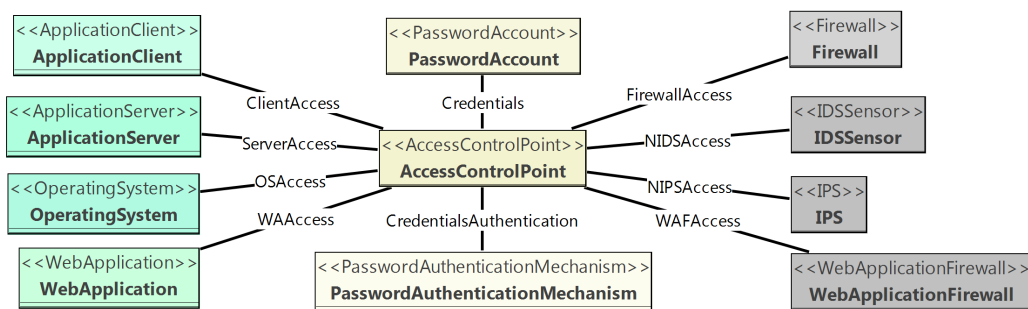 <<ApplicationClient>>
ApplicationClient
<<PasswordAccount>>
PasswordAccount
<<Firewall>>
Firewall
ClientAccess
Credentials
FirewallAccess
<<ApplicationServer>>
ApplicationServer
ServerAccess
<<AccessControlPoint>>
AccessControlPoint
NIDSAccess
<<IDSSensor>>
IDSSensor
<<OperatingSystem>>
OperatingSystem
OSAccess
NIPSAccess
<<IPS>>
IPS
WAAccess
CredentialsAuthentication
WAFAccess
<<WebApplication>>
WebApplication
<<PasswordAuthenticationMechanism>>
PasswordAuthenticationMechanism
<<WebApplicationFirewall>>
WebApplicationFirewall